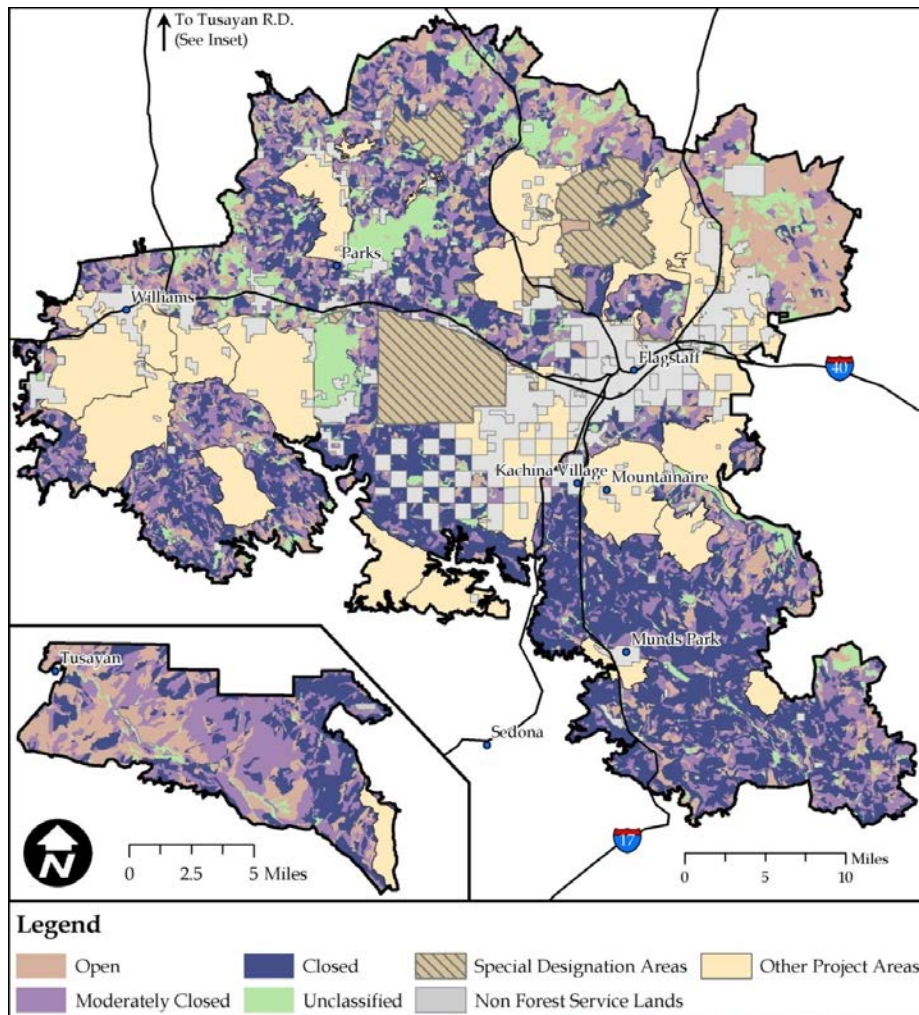 To Tusayan R.D.
(See Inset)
Parks
Williams
Flagstaff
40
Kachina Village
Mountainaire
Munds Park
Tusayan
Sedona
17
N
0 2.5 5 Miles
Miles
0 5 10
Legend
Open
Closed
Special Designation Areas
Other Project Areas
Moderately Closed
Unclassified
Non Forest Service Lands